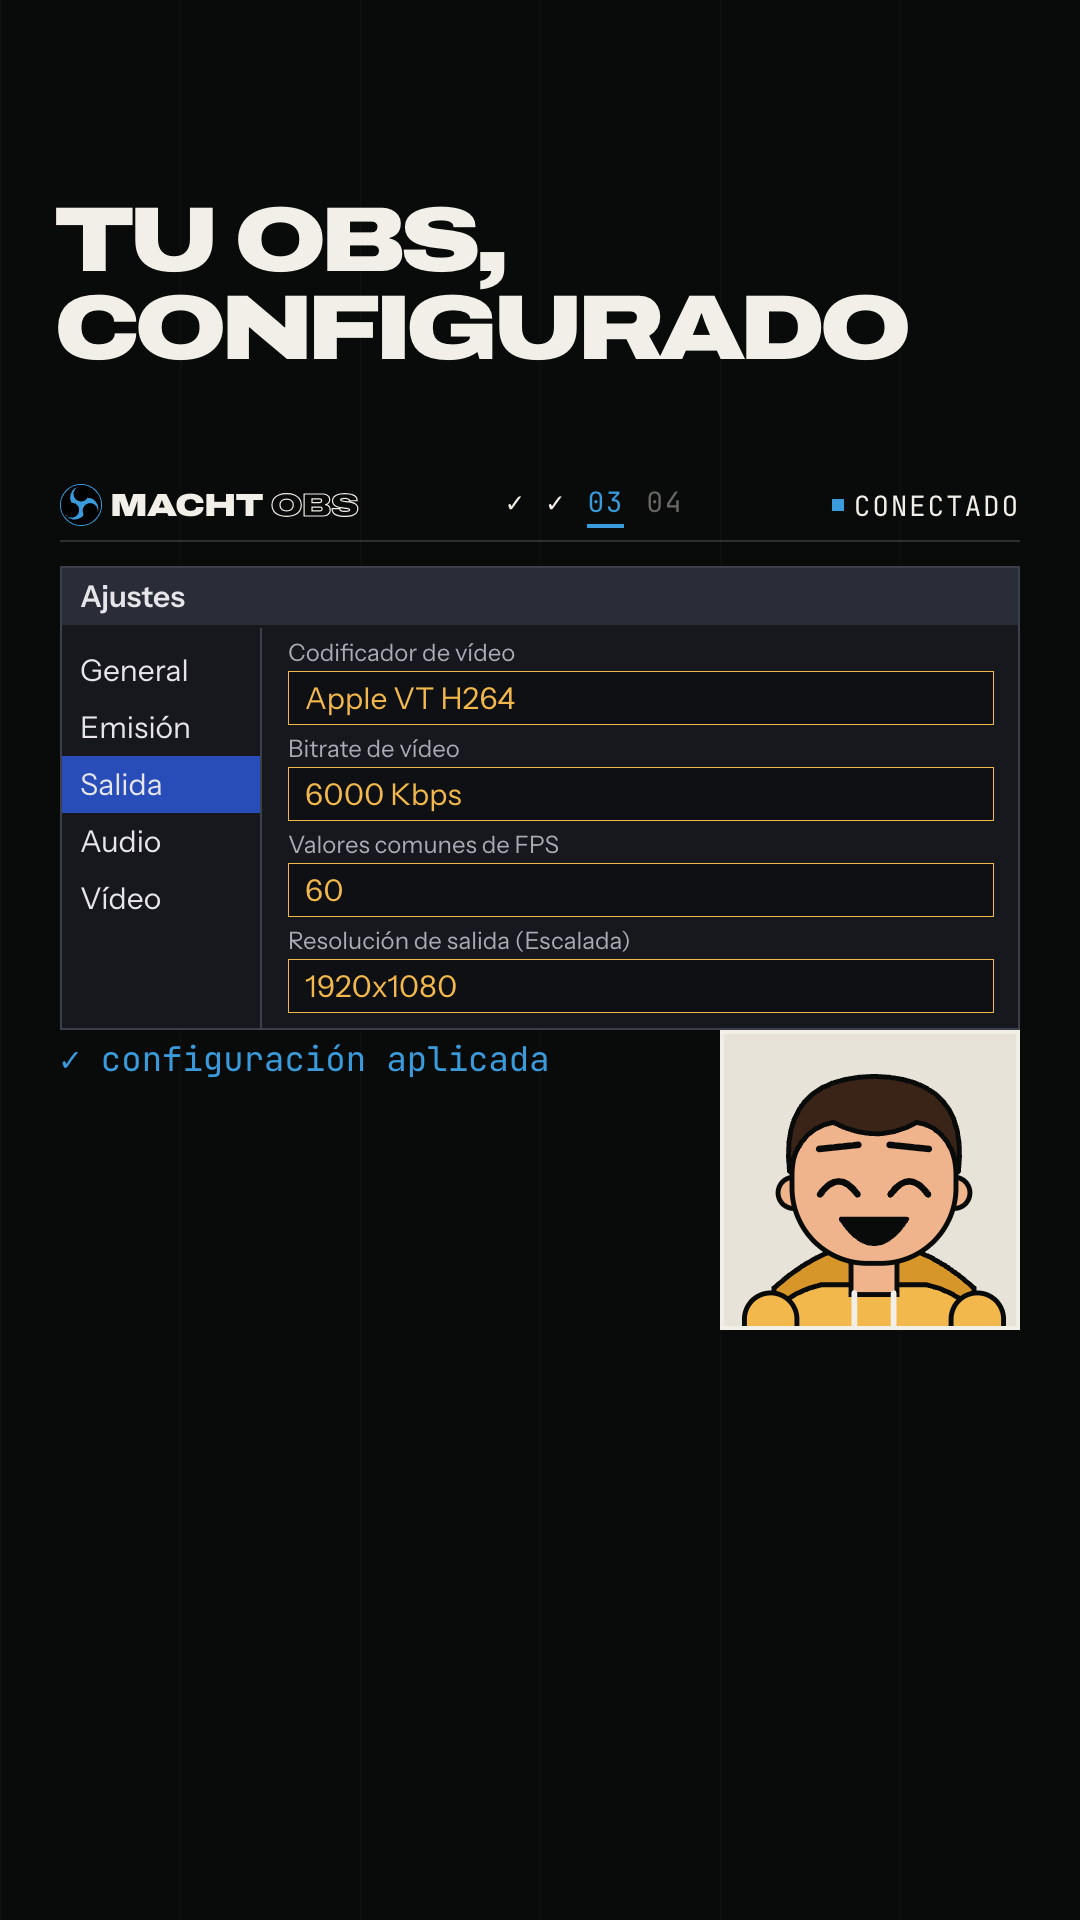 TU OBS,
CONFIGURADO
MACHT OBS
✓ ✓ 03 04
CONECTADO
Ajustes
General
Emisión
Salida
Audio
Vídeo
Codificador de vídeo
Apple VT H264
Bitrate de vídeo
6000 Kbps
Valores comunes de FPS
60
Resolución de salida (Escalada)
1920x1080
✓ configuración aplicada